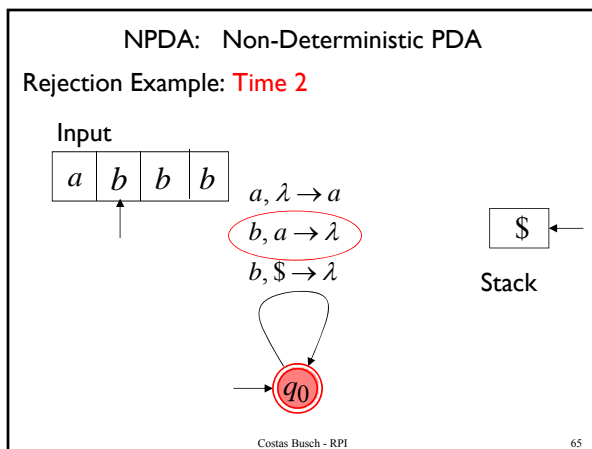 NPDA: Non-Deterministic PDA
Rejection Example: Time 2
Input
a b b b
a, λ → a
b, a → λ
b, $ → λ
$
Stack
q0
Costas Busch - RPI 65